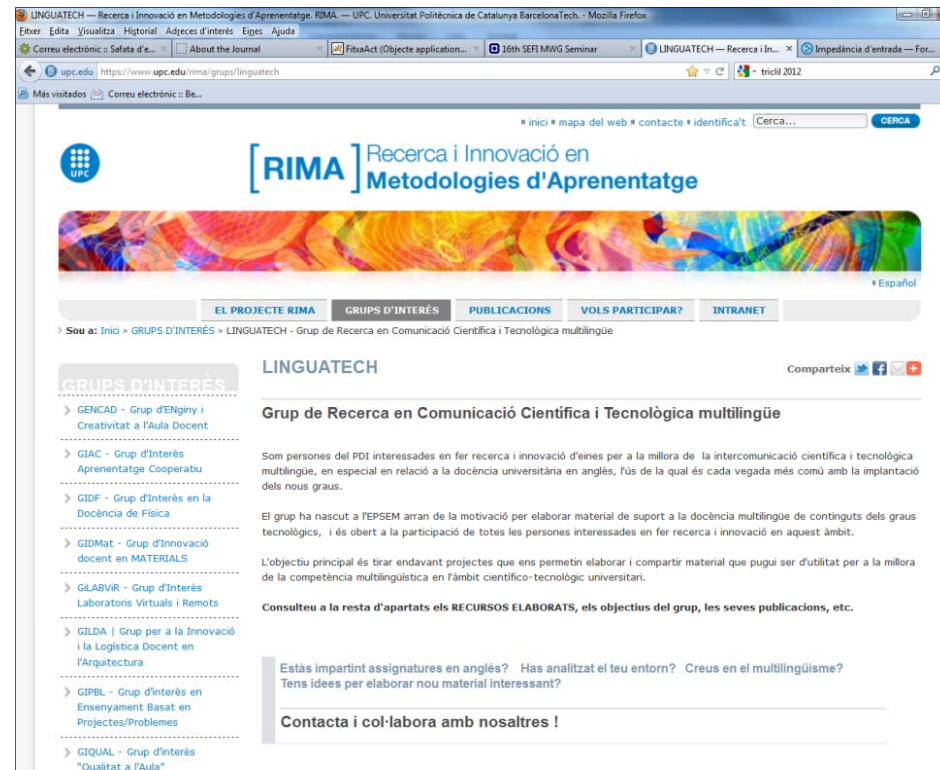 LINGUATECH — Recerca i Innovació en Metodologies d'Aprenentatge. RIMA. — UPC. Universitat Politècnica de Catalunya BarcelonaTech. - Mozilla Firefox
Fitxer Edita Visualitza Historial Adreces d'interès Eines Ajuda
Correu electrònic :: Safata d'e... About the Journal FitxaAct (Objecte application... 16th SEFI MWG Seminar LINGUATECH — Recerca i In... Impedància d'entrada — For...
upc.edu https://www.upc.edu/rima/grups/linguatech triclil 2012
Más visitados Correu electrònic :: Be...
inici mapa del web contacte identifica't Cerca... CERCA
UPC
[RIMA] Recerca i Innovació en
Metodologies d'Aprenentatge
Español
EL PROJECTE RIMA GRUPS D'INTERÈS PUBLICACIONS VOLS PARTICIPAR? INTRANET
Sou a: Inici » GRUPS D'INTERÈS » LINGUATECH - Grup de Recerca en Comunicació Científica i Tecnològica multilingüe
GRUPS D'INTERÈS
GENCAD - Grup d'ENginy i
Creativitat a l'Aula Docent
GIAC - Grup d'Interès
Aprenentatge Cooperatiu
GIDF - Grup d'Interès en la
Docència de Física
GIDMat - Grup d'Innovació
docent en MATERIALS
GiLABViR - Grup d'Interès
Laboratoris Virtuals i Remots
GILDA | Grup per a la Innovació
i la Logística Docent en
l'Arquitectura
GIPBL - Grup d'interès en
Ensenyament Basat en
Projectes/Problemes
GIQUAL - Grup d'interès
"Qualitat a l'Aula"
LINGUATECH
Comparteix
Grup de Recerca en Comunicació Científica i Tecnològica multilingüe
Som persones del PDI interessades en fer recerca i innovació d'eines per a la millora de la intercomunicació científica i tecnològica
multilingüe, en especial en relació a la docència universitària en anglès, l'ús de la qual és cada vegada més comú amb la implantació
dels nous graus.
El grup ha nascut a l'EPSEM arran de la motivació per elaborar material de suport a la docència multilingüe de continguts dels graus
tecnològics, i és obert a la participació de totes les persones interessades en fer recerca i innovació en aquest àmbit.
L'objectiu principal és tirar endavant projectes que ens permetin elaborar i compartir material que pugui ser d'utilitat per a la millora
de la competència multilingüística en l'àmbit científico-tecnològic universitari.
Consulteu a la resta d'apartats els RECURSOS ELABORATS, els objectius del grup, les seves publicacions, etc.
Estàs impartint assignatures en anglès? Has analitzat el teu entorn? Creus en el multilingüisme?
Tens idees per elaborar nou material interessant?
Contacta i col·labora amb nosaltres !